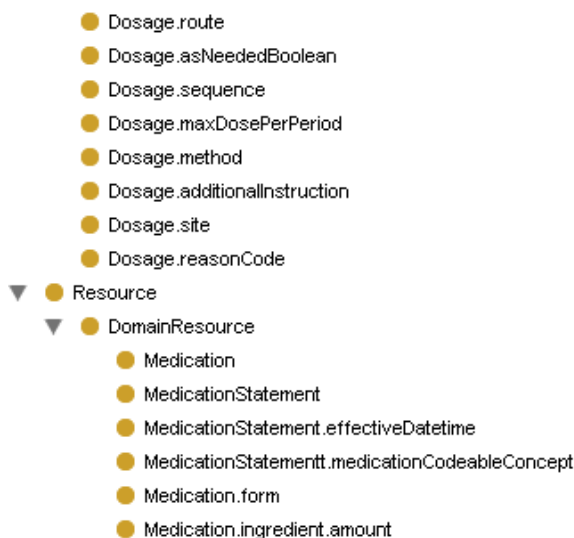 Dosage.route
Dosage.asNeededBoolean
Dosage.sequence
Dosage.maxDosePerPeriod
Dosage.method
Dosage.additionalInstruction
Dosage.site
Dosage.reasonCode
Resource
DomainResource
Medication
MedicationStatement
MedicationStatement.effectiveDatetime
MedicationStatementt.medicationCodeableConcept
Medication.form
Medication.ingredient.amount